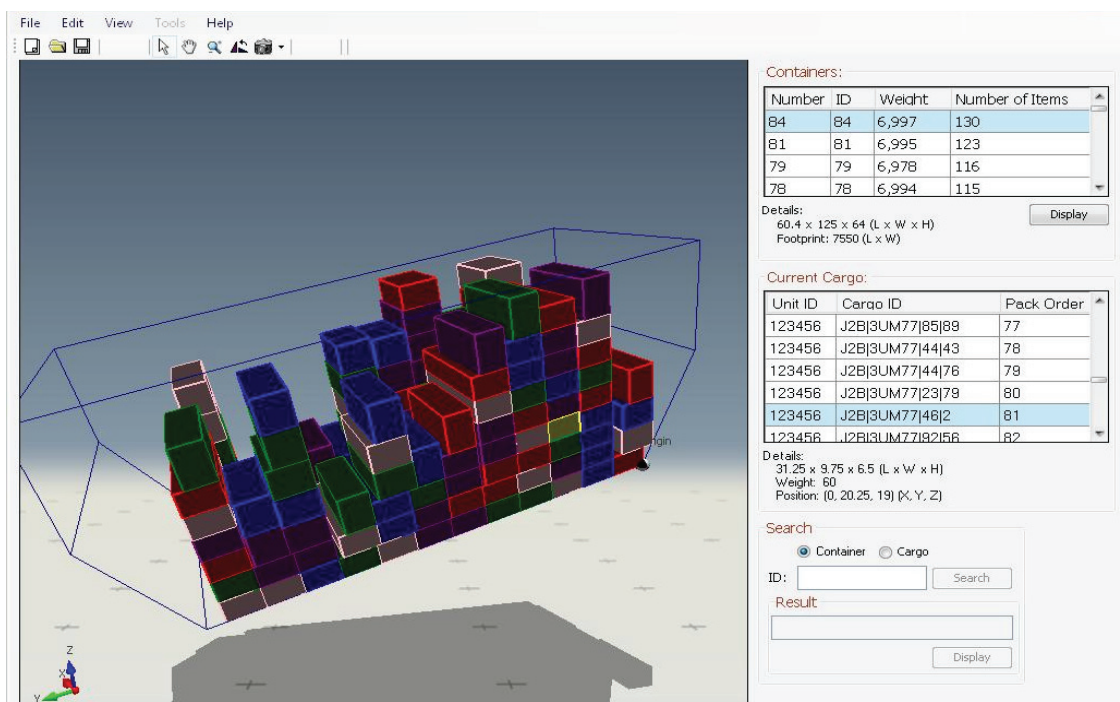 File Edit View Tools Help
Containers:
Number ID Weight Number of Items
84 84 6,997 130
81 81 6,995 123
79 79 6,978 116
78 78 6,994 115
Details:
60.4 x 125 x 64 (L x W x H)
Footprint: 7550 (L x W)
Display
Current Cargo:
Unit ID Cargo ID Pack Order
123456 J2B|3UM77|85|89 77
123456 J2B|3UM77|44|43 78
123456 J2B|3UM77|44|76 79
123456 J2B|3UM77|23|79 80
123456 J2B|3UM77|46|2 81
123456 J2B|3UM77|92|56 82
Details:
31.25 x 9.75 x 6.5 (L x W x H)
Weight: 60
Position: (0, 20.25, 19) (X, Y, Z)
Search
Container Cargo
ID: Search
Result
Display
Z
X
Y